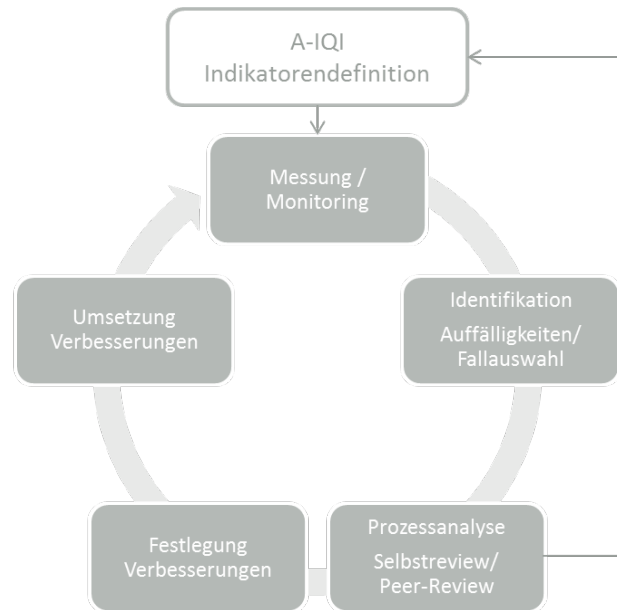 A-IQI
Indikatorendefinition
Messung /
Monitoring
Identifikation
Auffälligkeiten/
Fallauswahl
Prozessanalyse
Selbstreview/
Peer-Review
Festlegung
Verbesserungen
Umsetzung
Verbesserungen